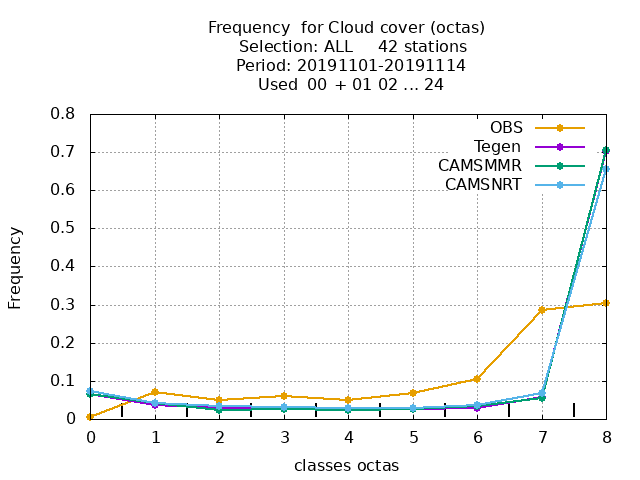 Frequency  for Cloud cover (octas)
Selection: ALL     42 stations
Period: 20191101-20191114
Used  00 + 01 02 ... 24
OBS
Tegen
CAMSMMR
CAMSNRT
Frequency
0.8
0.7
0.6
0.5
0.4
0.3
0.2
0.1
0
0 1 2 3 4 5 6 7 8
classes octas